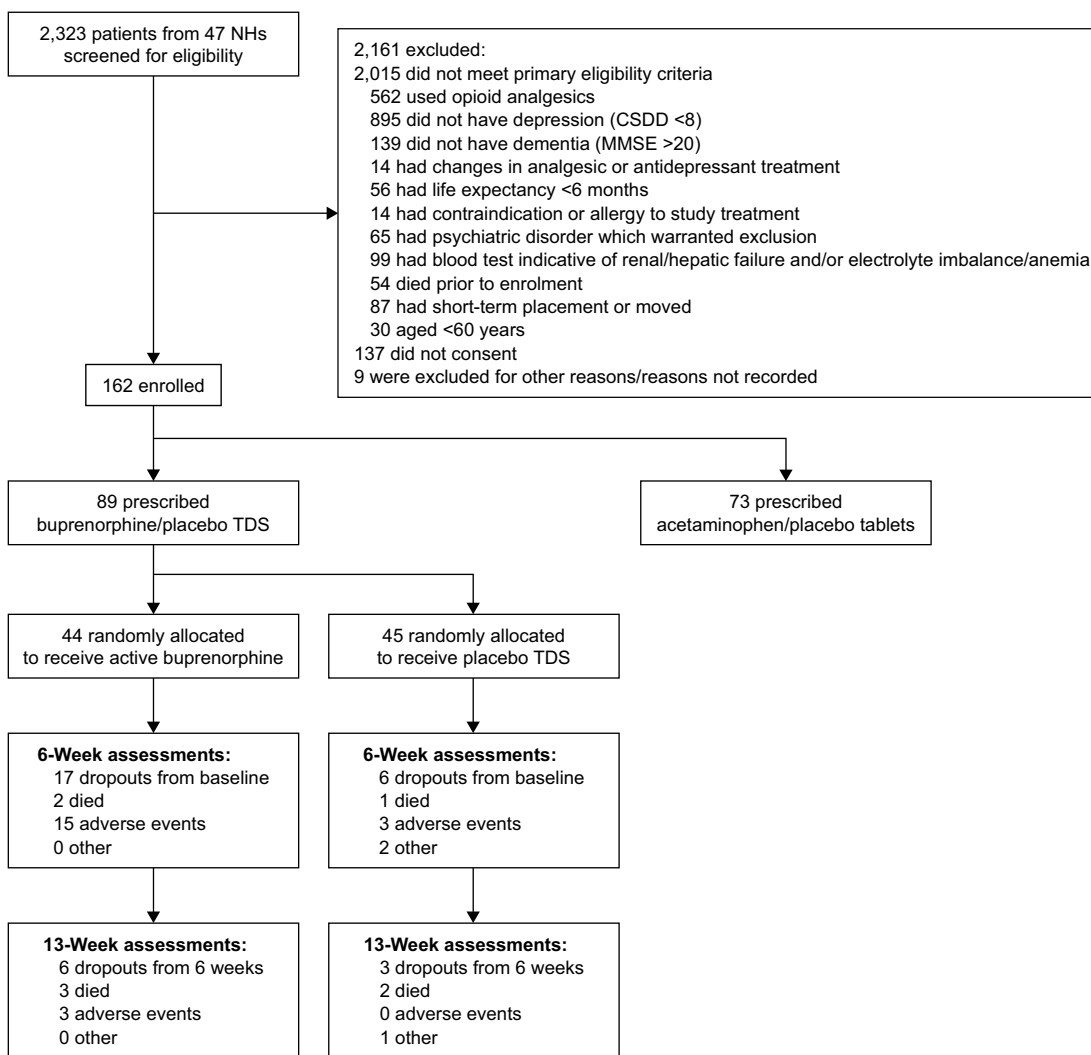 2,323 patients from 47 NHs
screened for eligibility
2,161 excluded:
2,015 did not meet primary eligibility criteria
562 used opioid analgesics
895 did not have depression (CSDD <8)
139 did not have dementia (MMSE >20)
14 had changes in analgesic or antidepressant treatment
56 had life expectancy <6 months
14 had contraindication or allergy to study treatment
65 had psychiatric disorder which warranted exclusion
99 had blood test indicative of renal/hepatic failure and/or electrolyte imbalance/anemia
54 died prior to enrolment
87 had short-term placement or moved
30 aged <60 years
137 did not consent
9 were excluded for other reasons/reasons not recorded
162 enrolled
89 prescribed
buprenorphine/placebo TDS
73 prescribed
acetaminophen/placebo tablets
44 randomly allocated
to receive active buprenorphine
45 randomly allocated
to receive placebo TDS
6-Week assessments:
17 dropouts from baseline
2 died
15 adverse events
0 other
6-Week assessments:
6 dropouts from baseline
1 died
3 adverse events
2 other
13-Week assessments:
6 dropouts from 6 weeks
3 died
3 adverse events
0 other
13-Week assessments:
3 dropouts from 6 weeks
2 died
0 adverse events
1 other